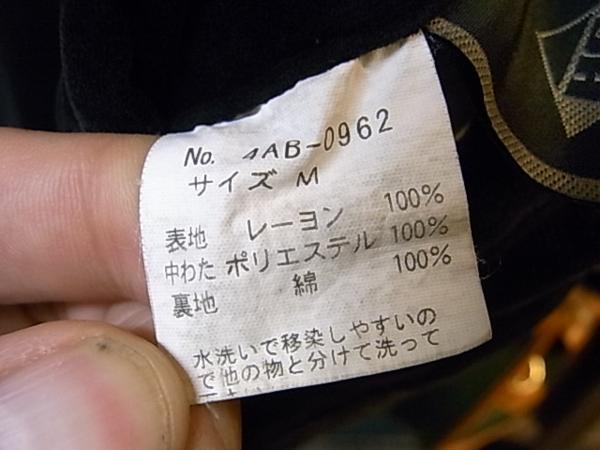 No. 4AB-0962
サイズ M
表地 レーヨン 100%
中わた ポリエステル 100%
裏地 綿 100%
水洗いで移染しやすいの
で他の物と分けて洗って